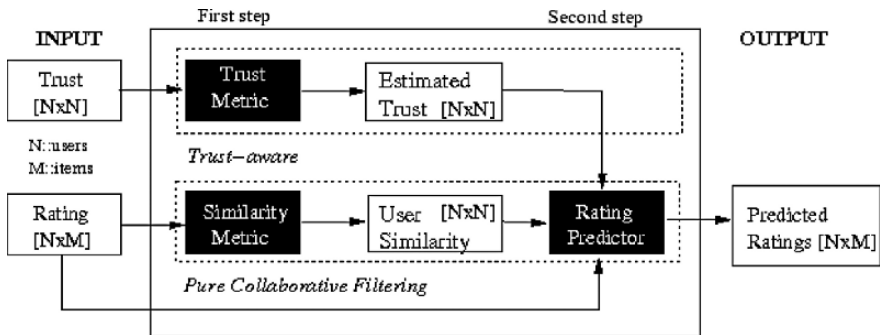 First step
Second step
INPUT
OUTPUT
Trust
[NxN]
Trust
Metric
Estimated
Trust [NxN]
N::users
M::items
Trust-aware
Rating
[NxM]
Similarity
Metric
User [NxN]
Similarity
Rating
Predictor
Predicted
Ratings [NxM]
Pure Collaborative Filtering